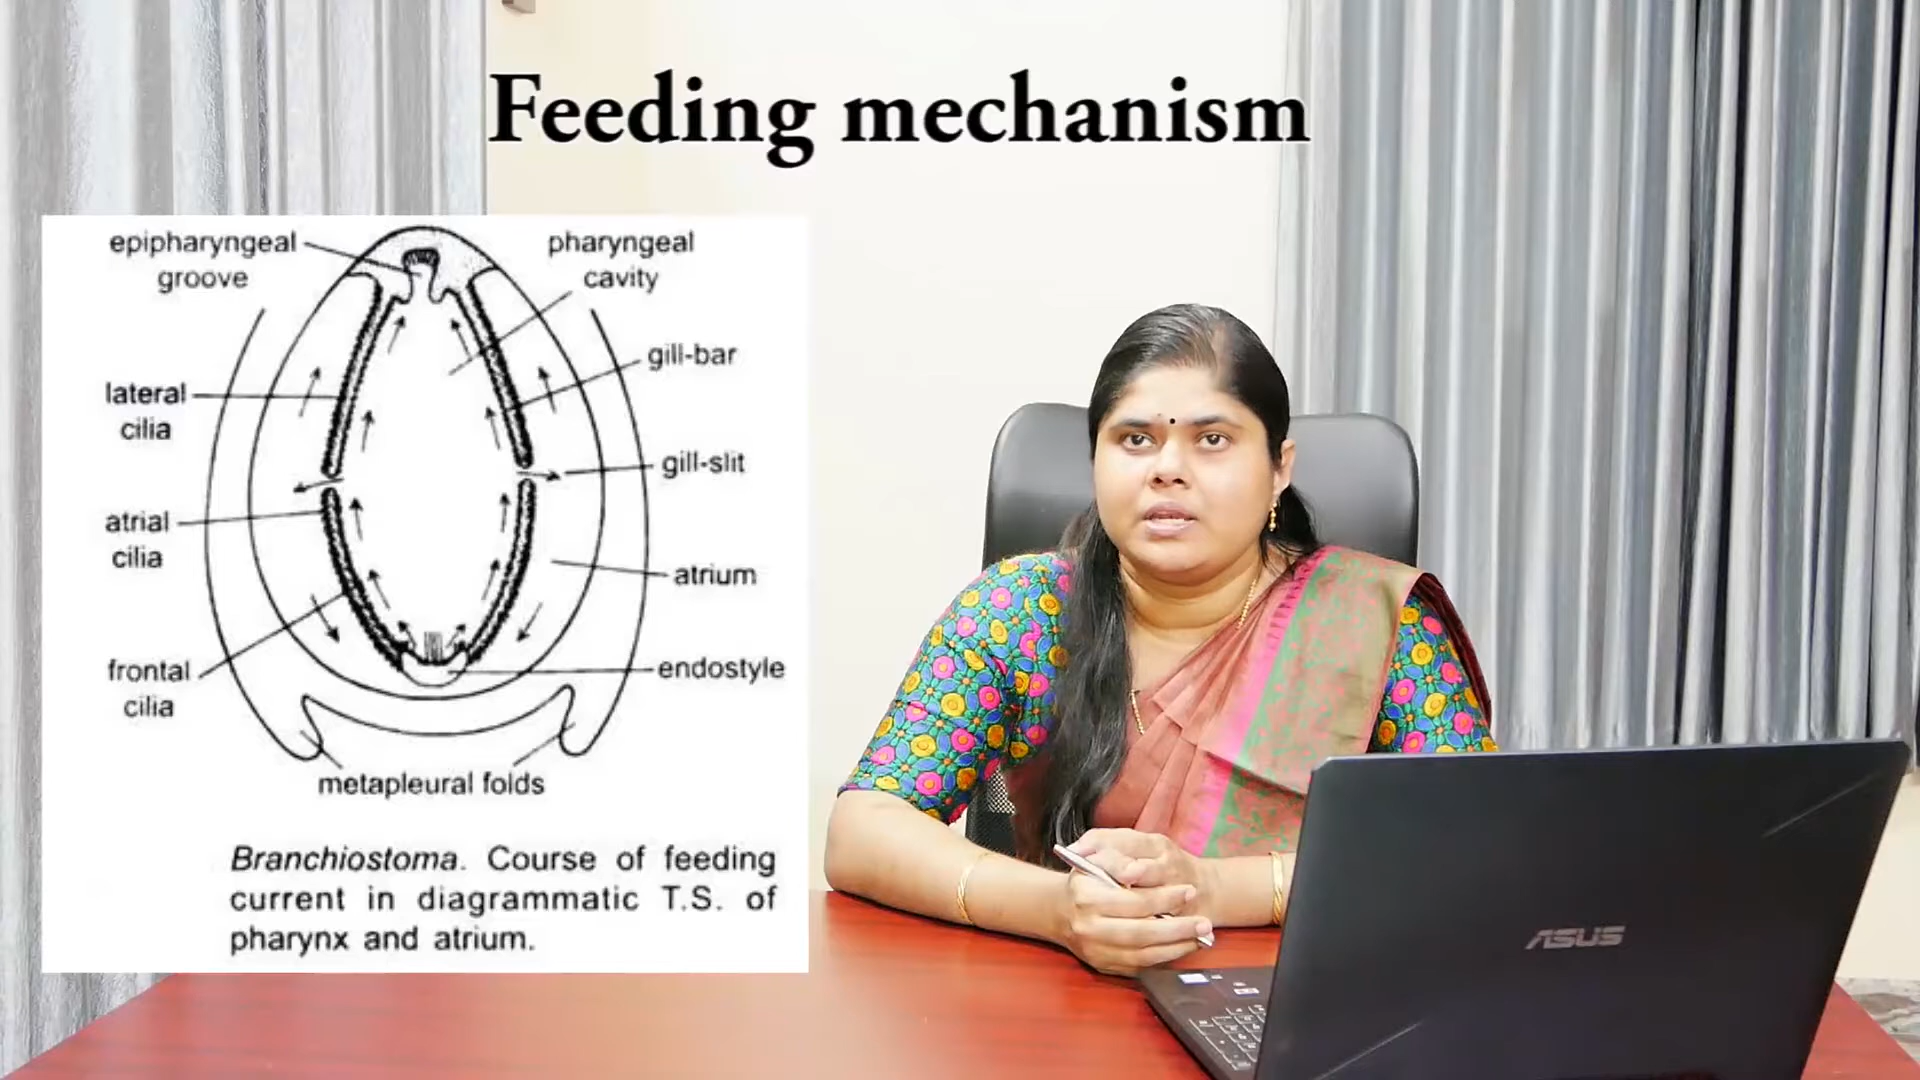 Feeding mechanism
epipharyngeal
groove
pharyngeal
cavity
gill-bar
lateral
cilia
gill-slit
atrial
cilia
atrium
frontal
cilia
endostyle
metapleural folds
Branchiostoma. Course of feeding
current in diagrammatic T.S. of
pharynx and atrium.
ASUS